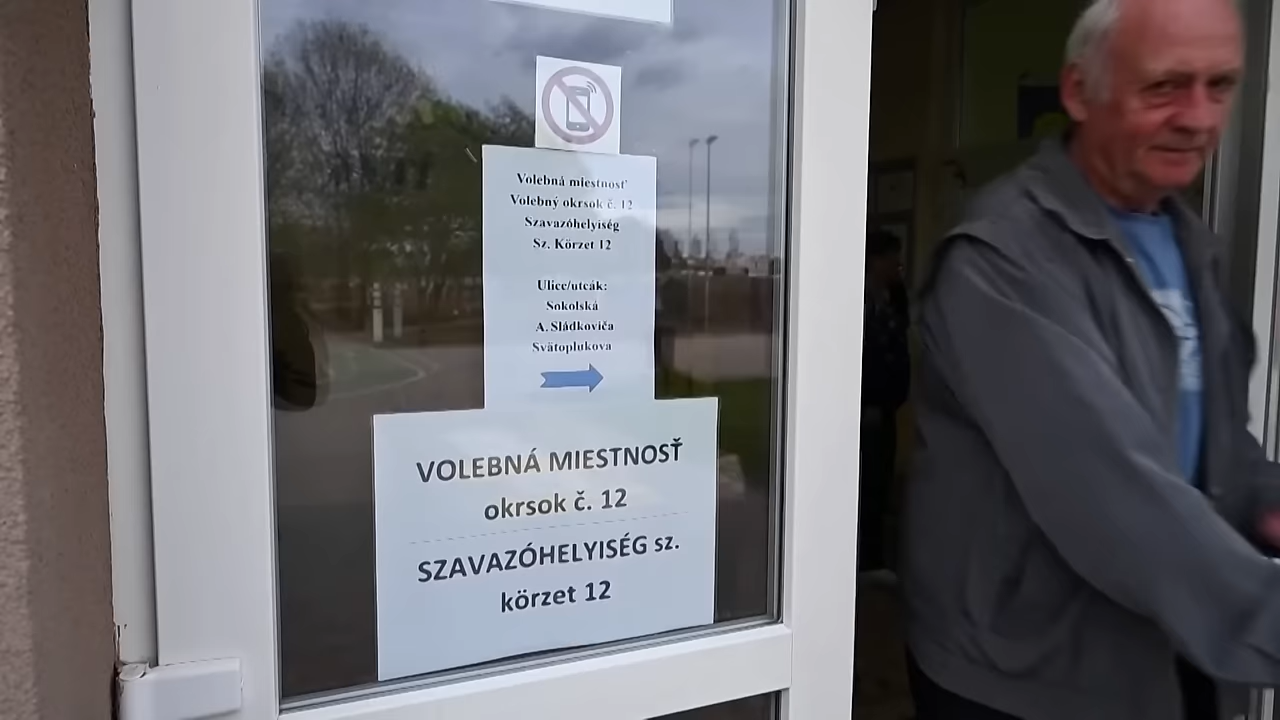 Volebná miestnosť
Volebný okrsok č. 12
Szavazóhelyiség
Sz. Körzet 12
Ulice/utcák:
Sokolská
A. Sládkoviča
Svätoplukova
VOLEBNÁ MIESTNOSŤ
okrsok č. 12
SZAVAZÓHELYISÉG sz.
körzet 12